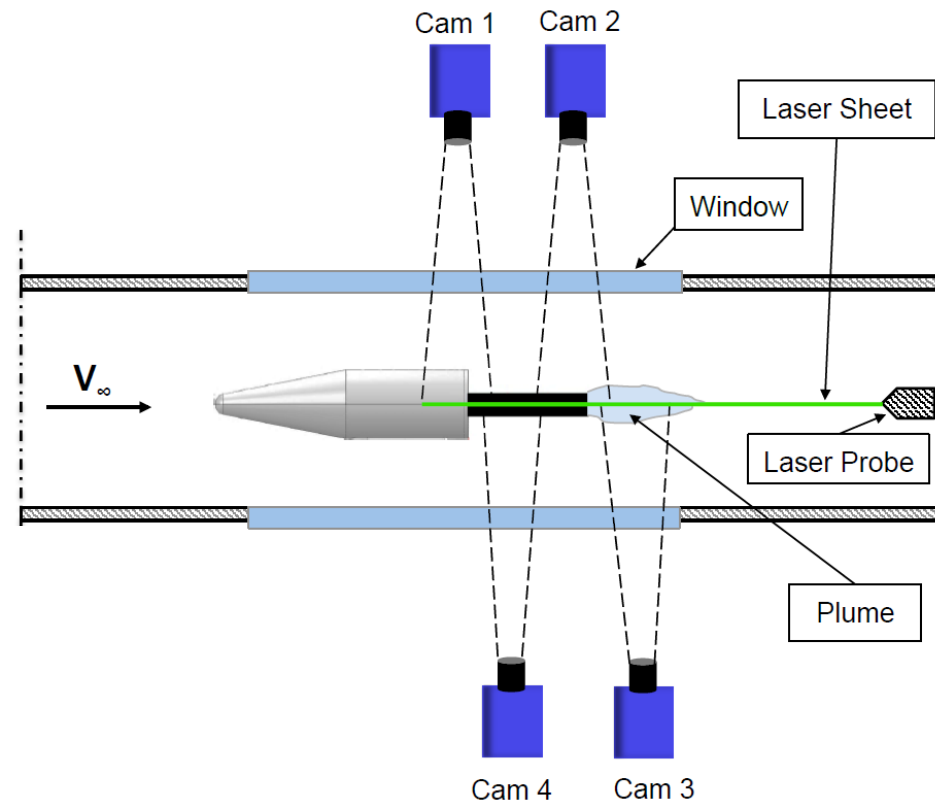 Cam 1
Cam 2
Laser Sheet
Window
V∞
Laser Probe
Plume
Cam 4
Cam 3